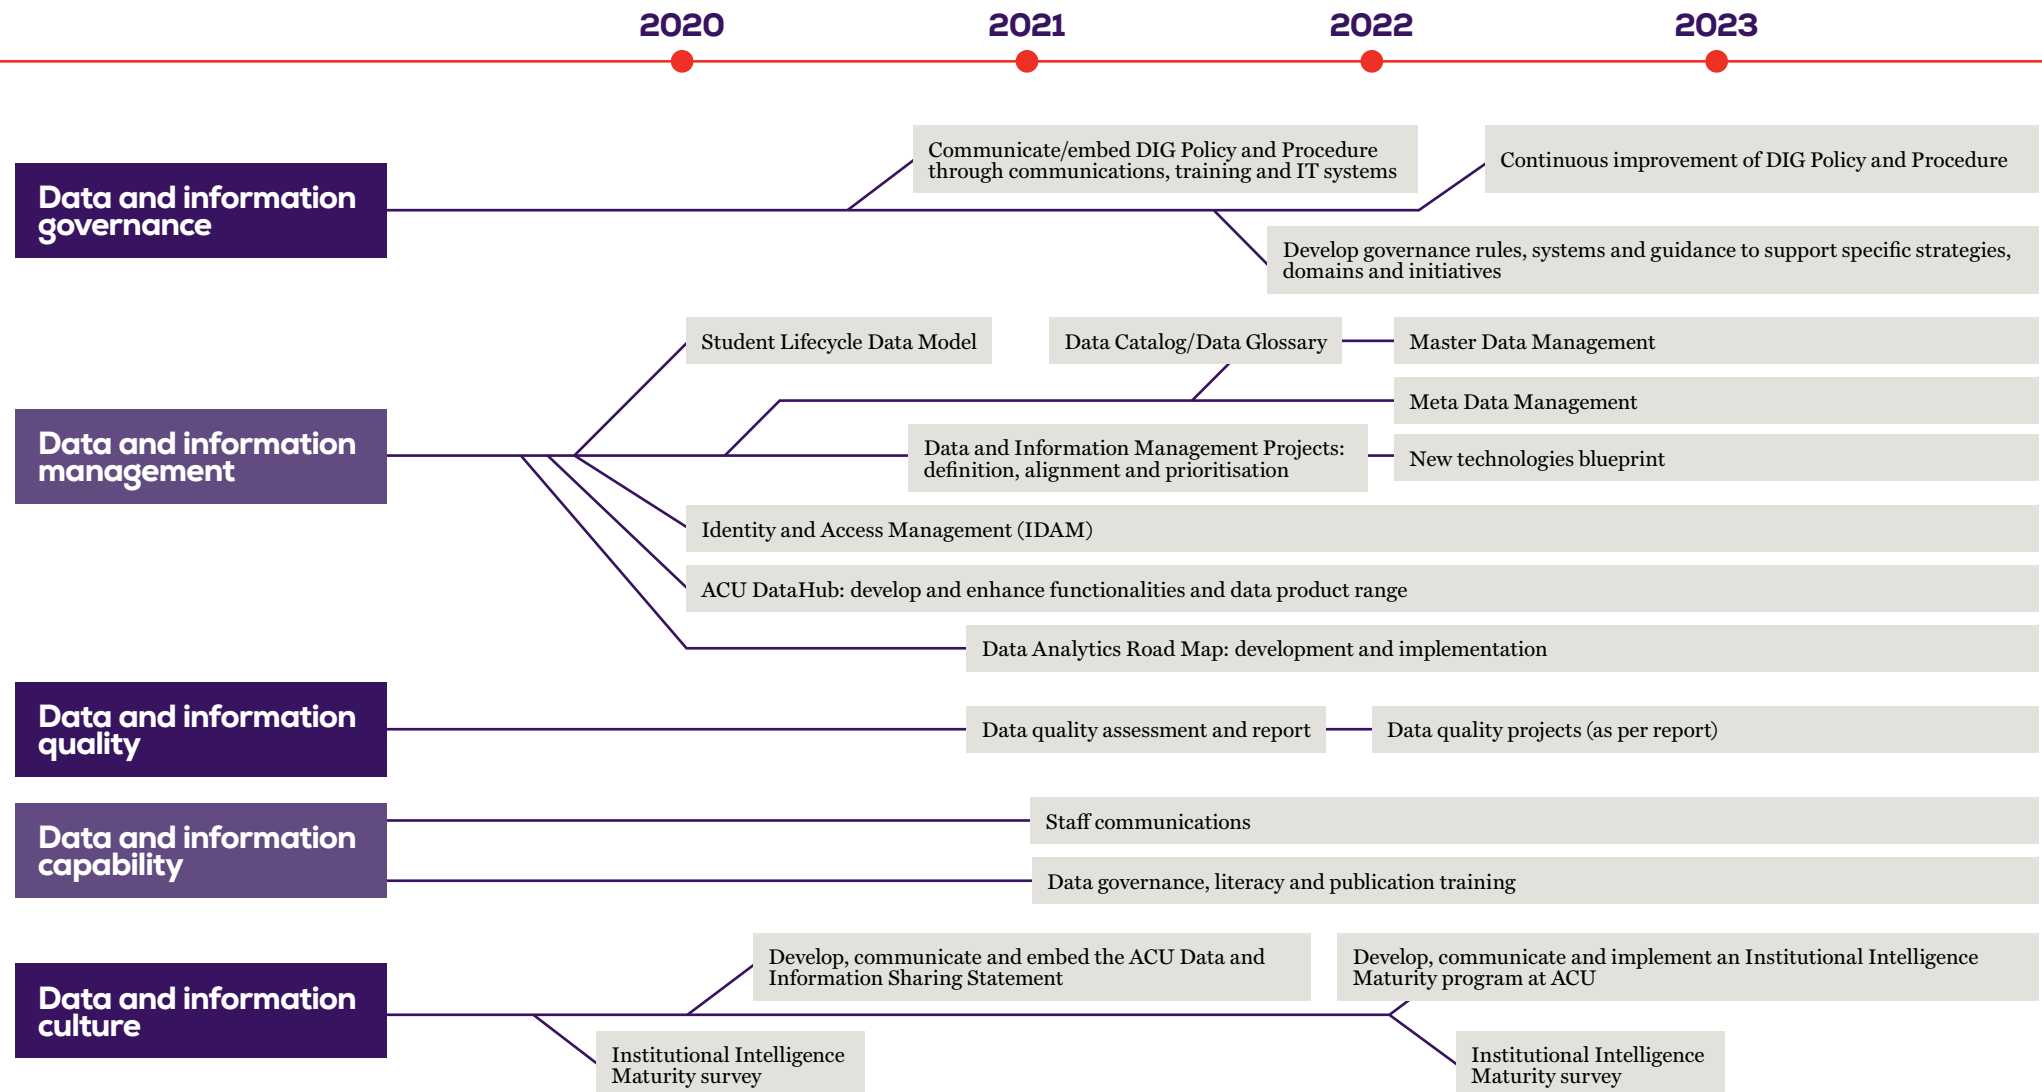 2020
2021
2022
2023
Data and information
governance
Communicate/embed DIG Policy and Procedure
through communications, training and IT systems
Continuous improvement of DIG Policy and Procedure
Develop governance rules, systems and guidance to support specific strategies,
domains and initiatives
Data and information
management
Student Lifecycle Data Model
Data Catalog/Data Glossary
Master Data Management
Meta Data Management
Data and Information Management Projects:
definition, alignment and prioritisation
New technologies blueprint
Identity and Access Management (IDAM)
ACU DataHub: develop and enhance functionalities and data product range
Data Analytics Road Map: development and implementation
Data and information
quality
Data quality assessment and report
Data quality projects (as per report)
Data and information
capability
Staff communications
Data governance, literacy and publication training
Data and information
culture
Develop, communicate and embed the ACU Data and
Information Sharing Statement
Develop, communicate and implement an Institutional Intelligence
Maturity program at ACU
Institutional Intelligence
Maturity survey
Institutional Intelligence
Maturity survey